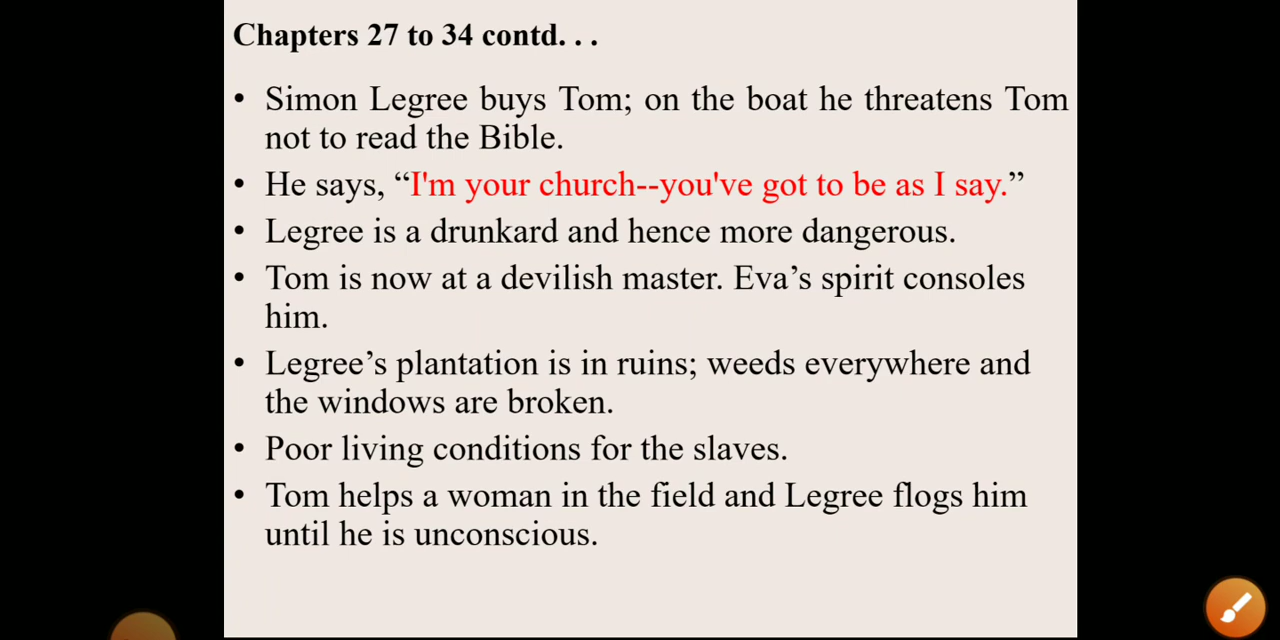 Chapters 27 to 34 contd. . .
• Simon Legree buys Tom; on the boat he threatens Tom
not to read the Bible.
• He says, “I'm your church--you've got to be as I say.”
• Legree is a drunkard and hence more dangerous.
• Tom is now at a devilish master. Eva’s spirit consoles
him.
• Legree’s plantation is in ruins; weeds everywhere and
the windows are broken.
• Poor living conditions for the slaves.
• Tom helps a woman in the field and Legree flogs him
until he is unconscious.